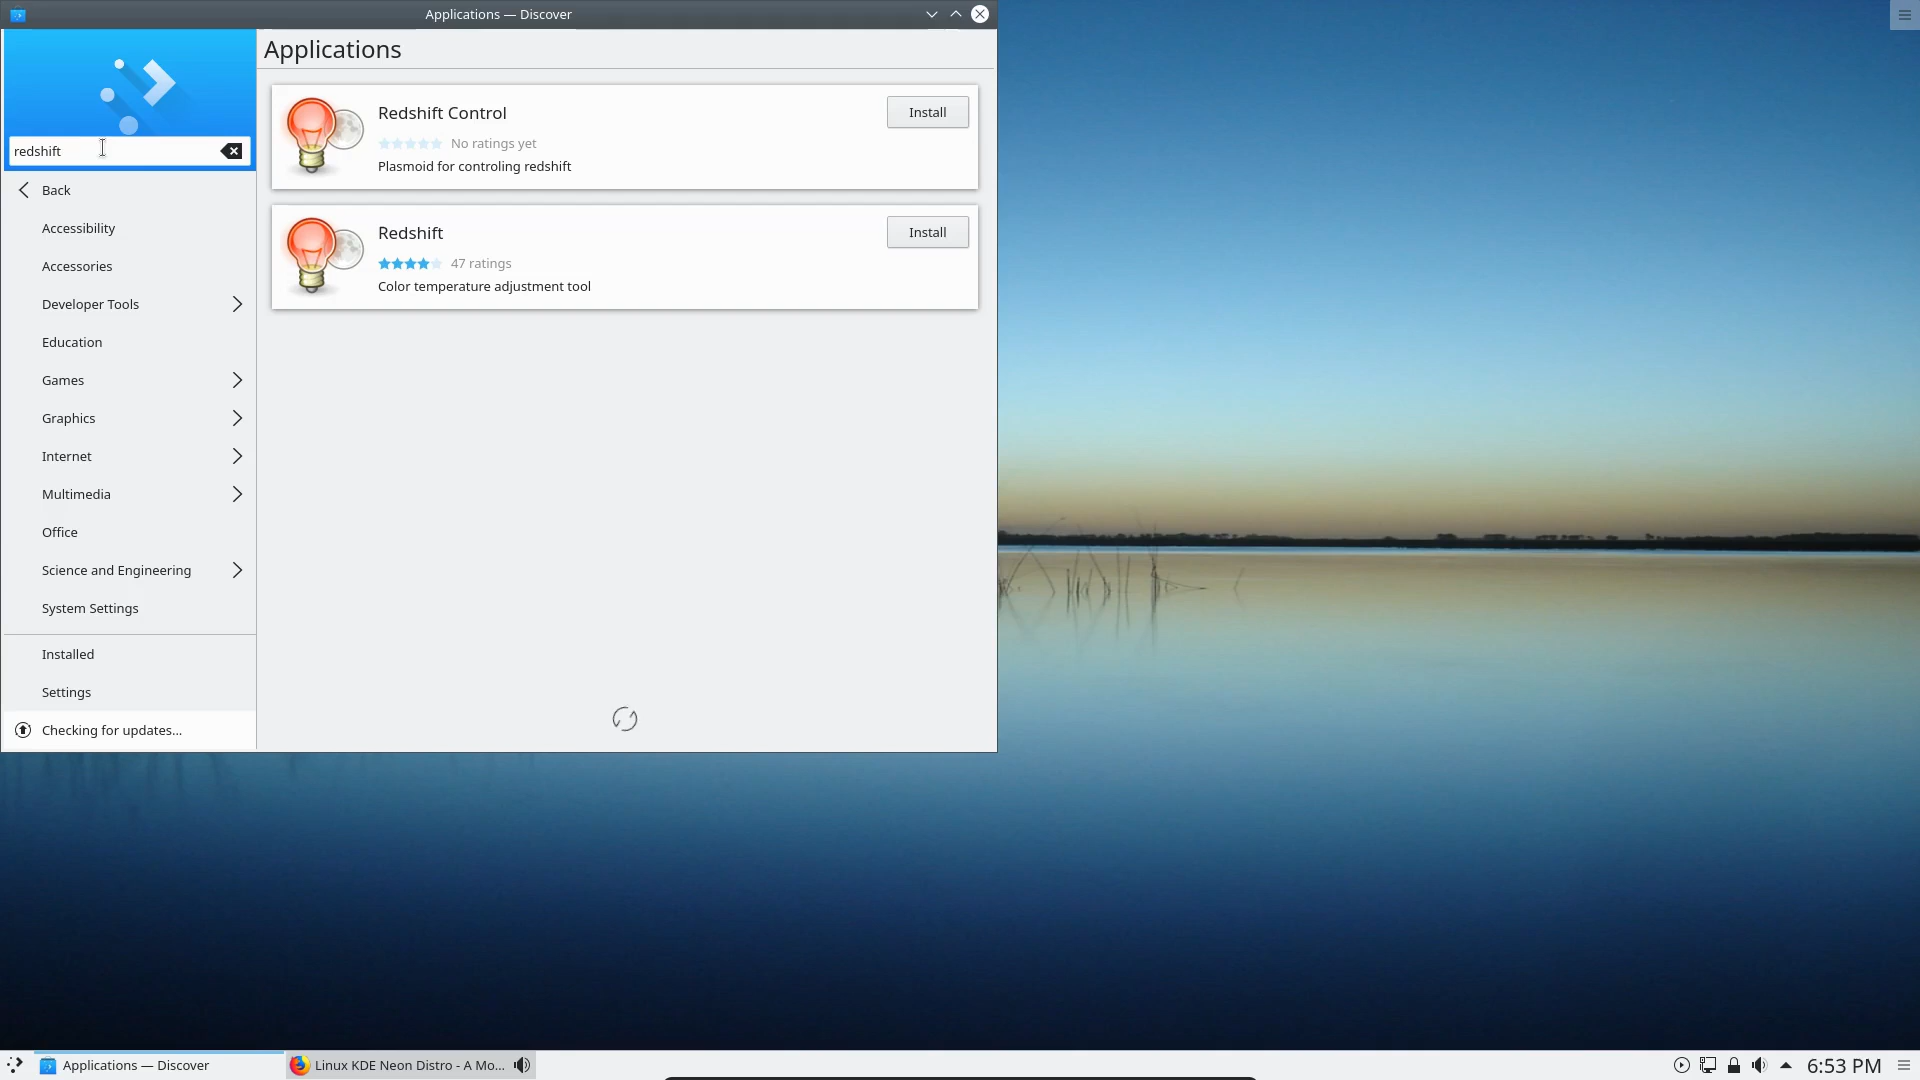 Applications — Discover
redshift
Back
Accessibility
Accessories
Developer Tools
Education
Games
Graphics
Internet
Multimedia
Office
Science and Engineering
System Settings
Installed
Settings
Checking for updates...
Applications
Redshift Control
Install
No ratings yet
Plasmoid for controling redshift
Redshift
Install
47 ratings
Color temperature adjustment tool
Applications — Discover
Linux KDE Neon Distro - A Mo...
6:53 PM